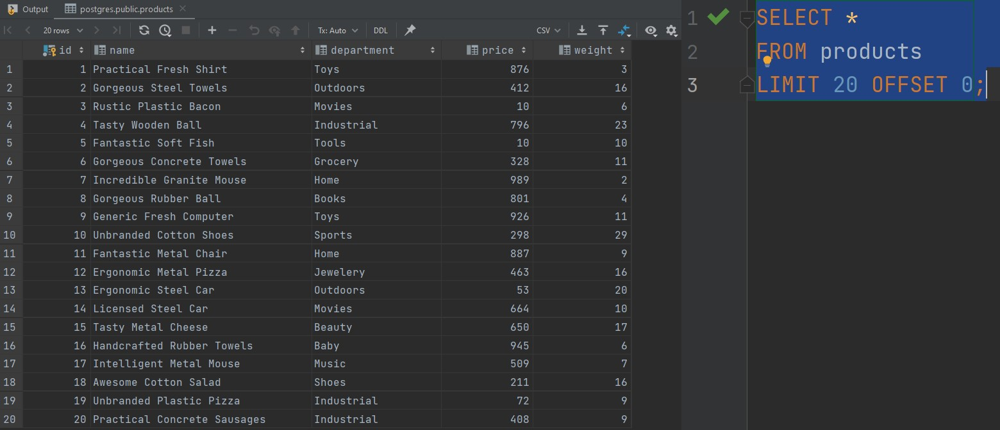 Output postgres.public.products
20 rows Tx: Auto DDL CSV
id name department price weight
1 1 Practical Fresh Shirt Toys 876 3
2 2 Gorgeous Steel Towels Outdoors 412 16
3 3 Rustic Plastic Bacon Movies 10 6
4 4 Tasty Wooden Ball Industrial 796 23
5 5 Fantastic Soft Fish Tools 10 10
6 6 Gorgeous Concrete Towels Grocery 328 11
7 7 Incredible Granite Mouse Home 989 2
8 8 Gorgeous Rubber Ball Books 801 4
9 9 Generic Fresh Computer Toys 926 11
10 10 Unbranded Cotton Shoes Sports 298 29
11 11 Fantastic Metal Chair Home 887 9
12 12 Ergonomic Metal Pizza Jewelery 463 16
13 13 Ergonomic Steel Car Outdoors 53 20
14 14 Licensed Steel Car Movies 664 10
15 15 Tasty Metal Cheese Beauty 650 17
16 16 Handcrafted Rubber Towels Baby 945 6
17 17 Intelligent Metal Mouse Music 509 7
18 18 Awesome Cotton Salad Shoes 211 16
19 19 Unbranded Plastic Pizza Industrial 72 9
20 20 Practical Concrete Sausages Industrial 408 9
1 SELECT *
2 FROM products
3 LIMIT 20 OFFSET 0;